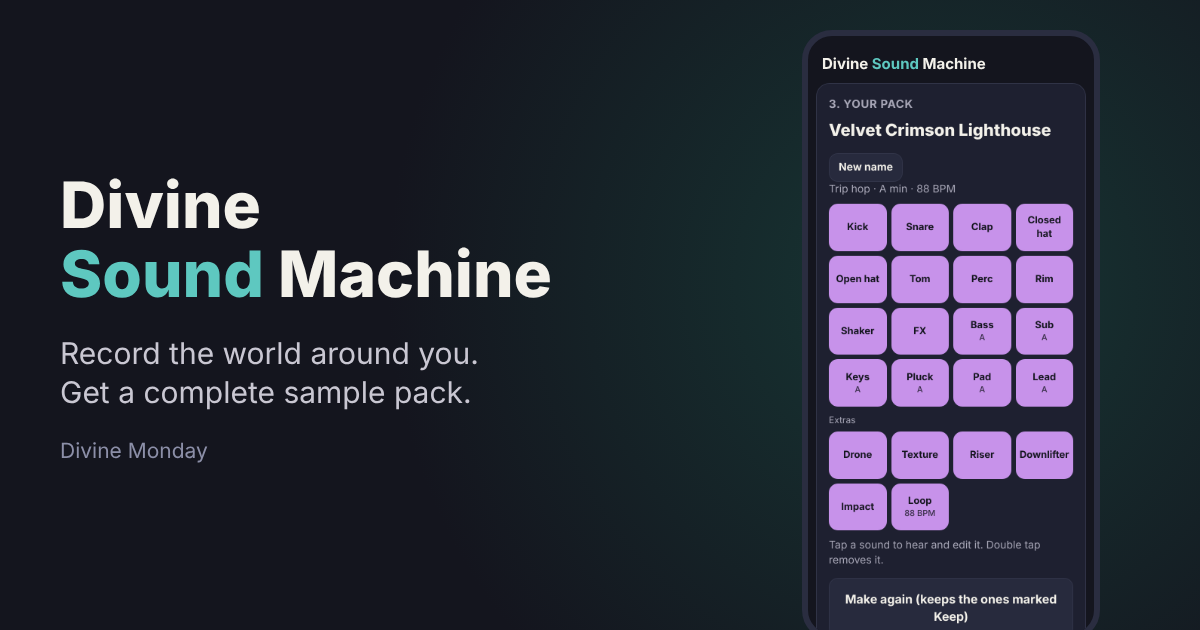 Divine
Sound Machine
Record the world around you.
Get a complete sample pack.
Divine Monday
Divine Sound Machine
3. YOUR PACK
Velvet Crimson Lighthouse
New name
Trip hop · A min · 88 BPM
Kick
Snare
Clap
Closed
hat
Open hat
Tom
Perc
Rim
Shaker
FX
Bass
A
Sub
A
Keys
A
Pluck
A
Pad
A
Lead
A
Extras
Drone
Texture
Riser
Downlifter
Impact
Loop
88 BPM
Tap a sound to hear and edit it. Double tap
removes it.
Make again (keeps the ones marked
Keep)